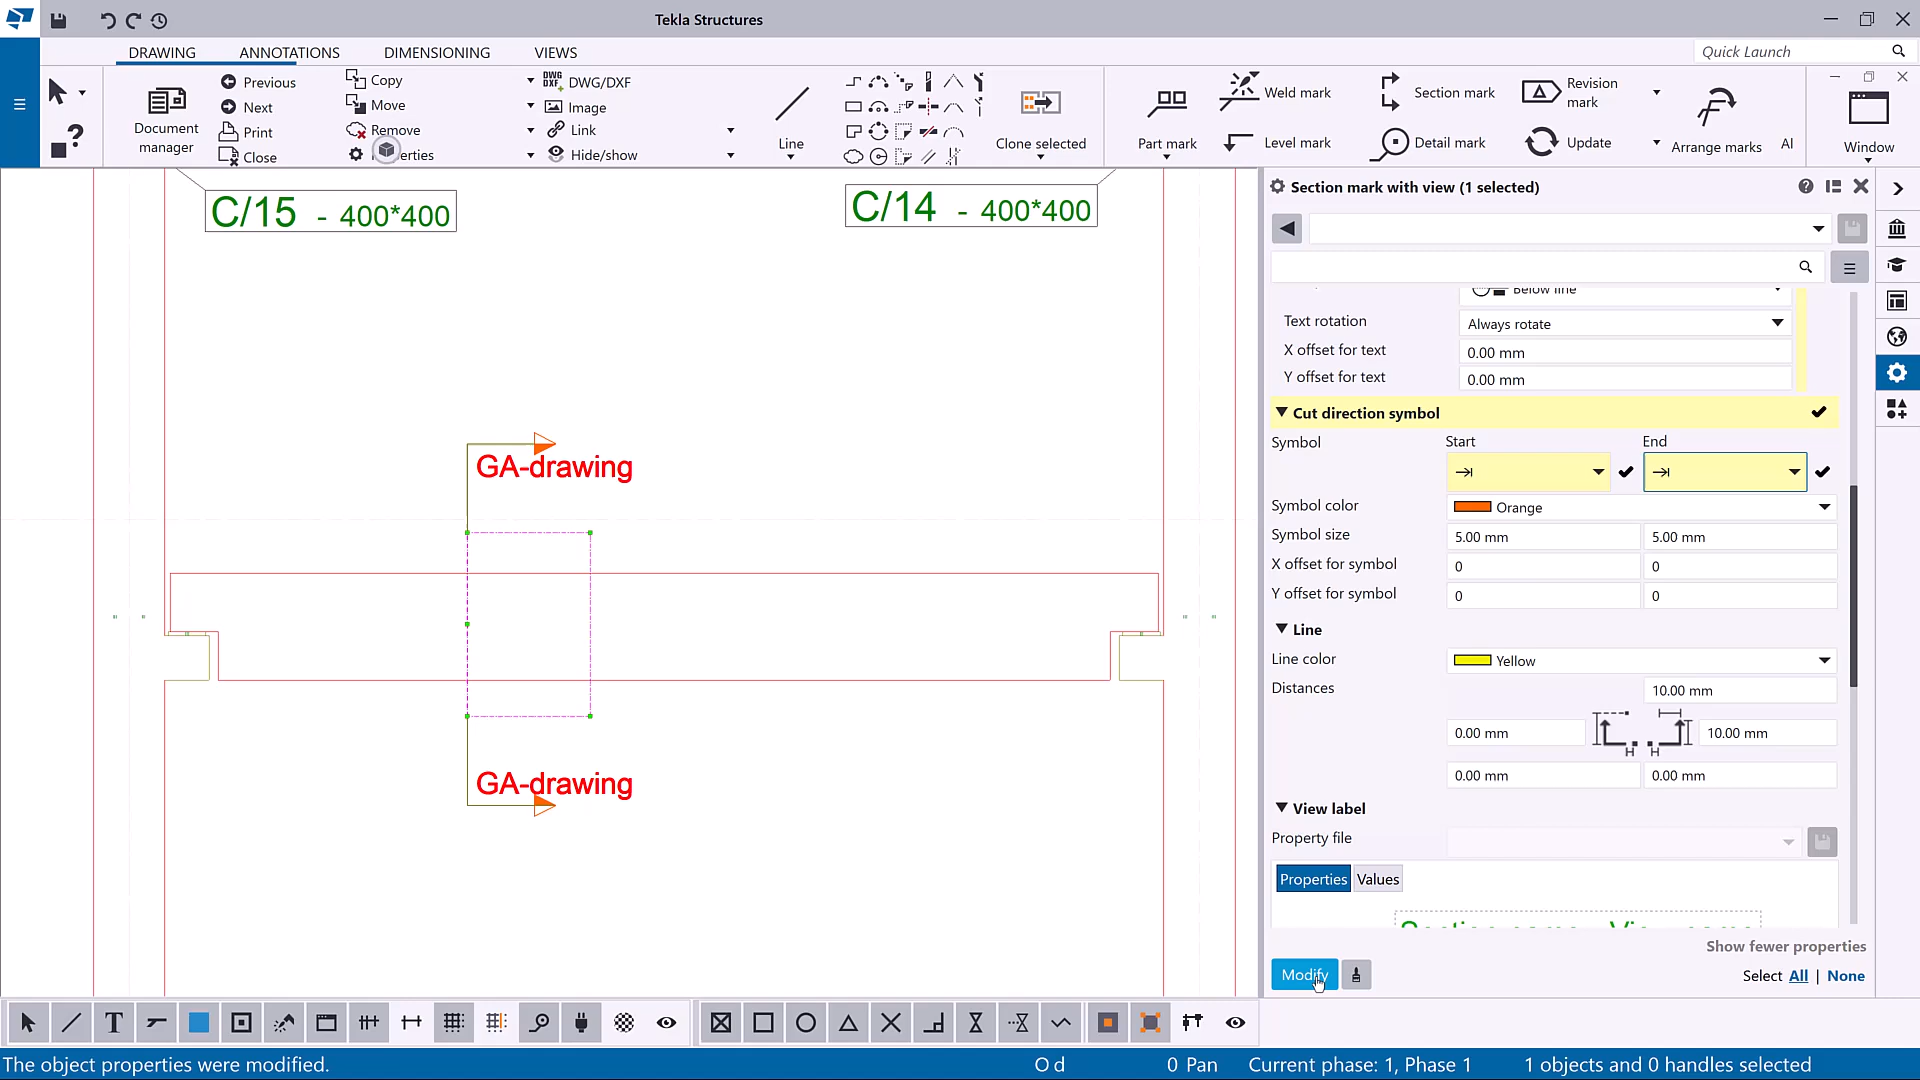 Tekla Structures
DRAWING
ANNOTATIONS
DIMENSIONING
VIEWS
Quick Launch
Document manager
Previous
Next
Print
Close
Copy
Move
Remove
DWG/DXF
Image
Link
Hide/show
Line
Clone selected
Part mark
Weld mark
Level mark
Section mark
Detail mark
Revision mark
Update
Arrange marks
Al
Window
C/15 - 400*400
C/14 - 400*400
GA-drawing
GA-drawing
Section mark with view (1 selected)
Below line
Text rotation
Always rotate
X offset for text
0.00 mm
Y offset for text
0.00 mm
Cut direction symbol
Symbol
Start
End
Symbol color
Orange
Symbol size
5.00 mm
5.00 mm
X offset for symbol
0
0
Y offset for symbol
0
0
Line
Line color
Yellow
Distances
10.00 mm
0.00 mm
H H
10.00 mm
0.00 mm
0.00 mm
View label
Property file
Properties
Values
Show fewer properties
Modify
Select All | None
The object properties were modified.
O d
0 Pan
Current phase: 1, Phase 1
1 objects and 0 handles selected